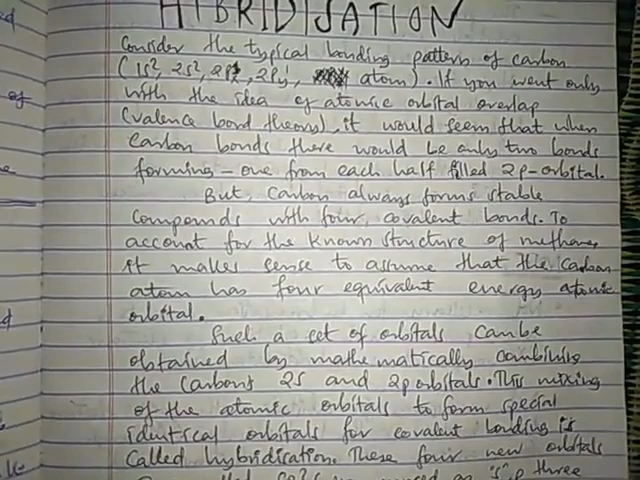 HYBRIDISATION
Consider the typical bonding pattern of carbon
(1s², 2s², 2p¹, 2py¹, atom). If you went only
with the idea of atomic orbital overlap
(valence bond theory), it would seem that when
Carbon bonds there would be only two bonds
forming - one from each half filled 2p-orbital.
But, carbon always forms stable
compounds with four, covalent bonds. To
account for the known structure of methane,
it makes sense to assume that the carbon
atom has four equivalent energy atomic
orbital.
Such a set of orbitals can be
obtained by mathematically combining
the Carbon's 2s and 2p orbitals. This mixing
of the atomic orbitals to form special
identical orbitals for covalent bonding is
called hybridisation. These four new orbitals
three